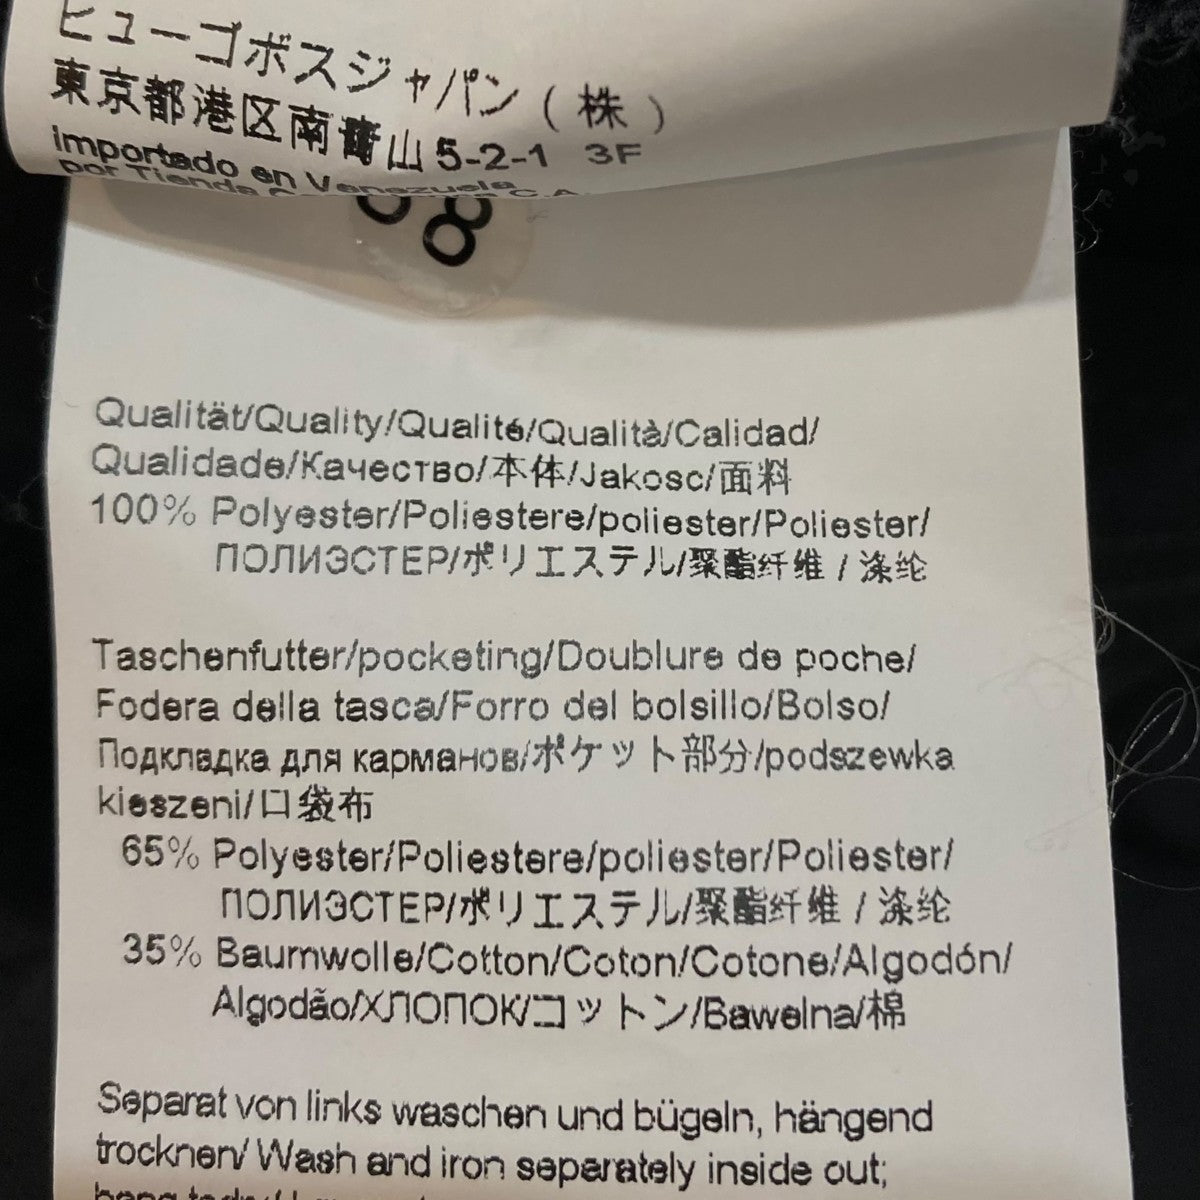 ヒューゴボスジャパン（株）
東京都港区南青山5-2-1 3F
Importado en Venezuela
por Tienda C.A.
8
Qualität/Quality/Qualité/Qualità/Calidad/
Qualidade/Качество/本体/Jakosc/面料
100% Polyester/Poliestere/poliester/Poliester/
ПОЛИЭСТЕР/ポリエステル/聚酯纤维 / 涤纶
Taschenfutter/pocketing/Doublure de poche/
Fodera della tasca/Forro del bolsillo/Bolso/
Подкладка для карманов/ポケット部分/podszewka
kieszeni/口袋布
65% Polyester/Poliestere/poliester/Poliester/
ПОЛИЭСТЕР/ポリエステル/聚酯纤维 / 涤纶
35% Baumwolle/Cotton/Coton/Cotone/Algodón/
Algodão/ХЛОПОК/コットン/Bawelna/棉
Separat von links waschen und bügeln, hängend
trocknen/ Wash and iron separately inside out;